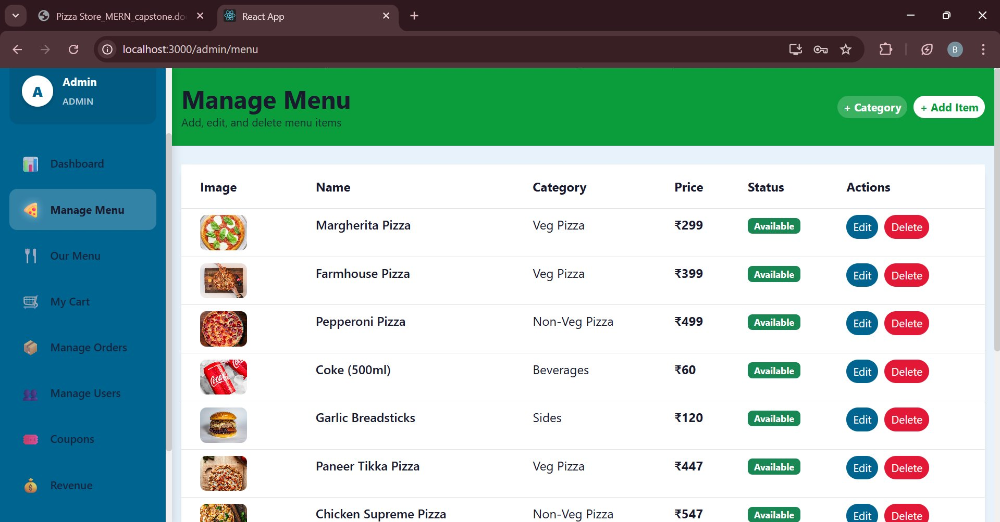 Pizza Store_MERN_capstone.do
React App
localhost:3000/admin/menu
B
A
Admin
ADMIN
Dashboard
Manage Menu
Our Menu
My Cart
Manage Orders
Manage Users
Coupons
Revenue
Manage Menu
Add, edit, and delete menu items
+ Category
+ Add Item
Image Name Category Price Status Actions
Margherita Pizza Veg Pizza ₹299 Available Edit Delete
Farmhouse Pizza Veg Pizza ₹399 Available Edit Delete
Pepperoni Pizza Non-Veg Pizza ₹499 Available Edit Delete
Coke (500ml) Beverages ₹60 Available Edit Delete
Garlic Breadsticks Sides ₹120 Available Edit Delete
Paneer Tikka Pizza Veg Pizza ₹447 Available Edit Delete
Chicken Supreme Pizza Non-Veg Pizza ₹547 Available Edit Delete